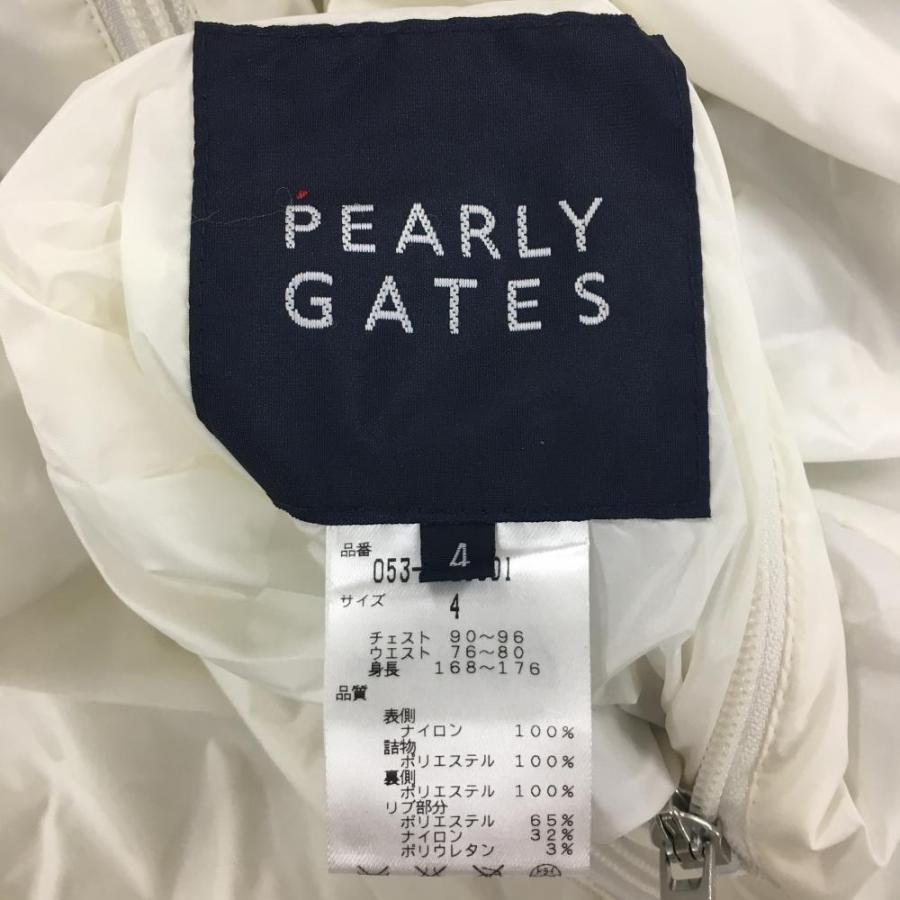 PEARLY
GATES
4
品番
053-
サイズ 4
チェスト 90～96
ウエスト 76～80
身長 168～176
品質
表側
ナイロン 100%
詰物
ポリエステル 100%
裏側
ポリエステル 100%
リブ部分
ポリエステル 65%
ナイロン 32%
ポリウレタン 3%